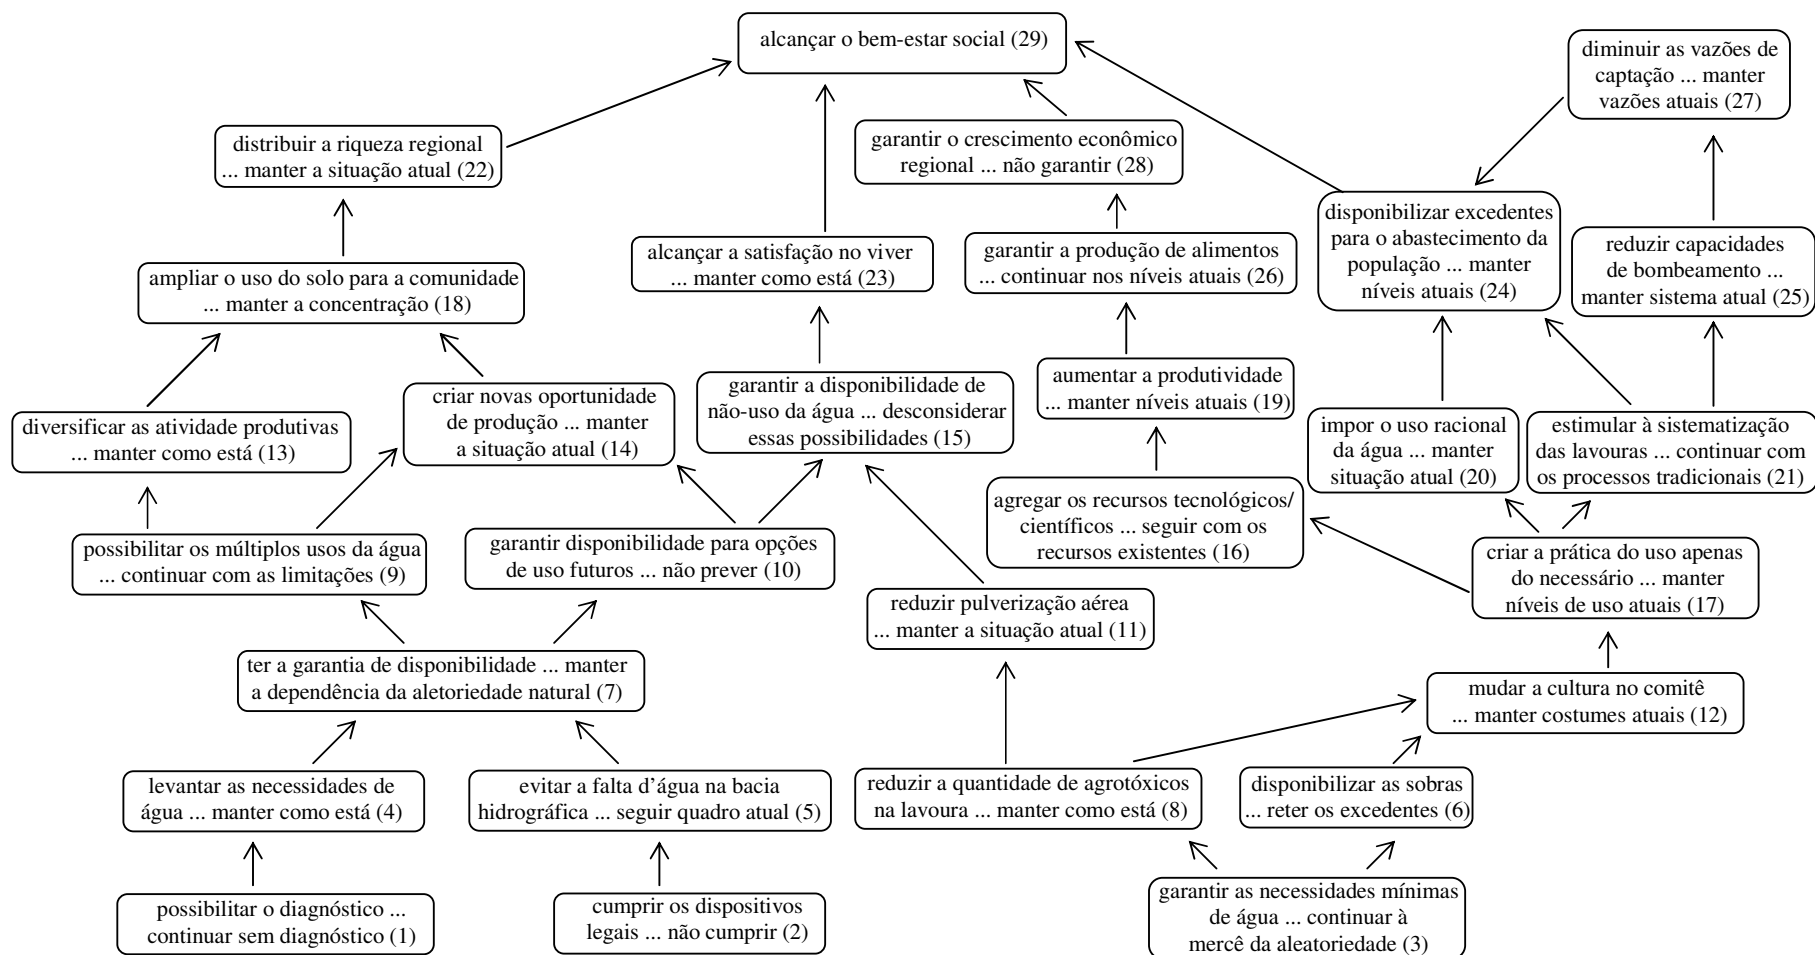 alcançar o bem-estar social (29)
diminuir as vazões de
captação ... manter
vazões atuais (27)
distribuir a riqueza regional
... manter a situação atual (22)
garantir o crescimento econômico
regional ... não garantir (28)
disponibilizar excedentes
para o abastecimento da
população ... manter
níveis atuais (24)
alcançar a satisfação no viver
... manter como está (23)
garantir a produção de alimentos
... continuar nos níveis atuais (26)
reduzir capacidades
de bombeamento ...
manter sistema atual (25)
ampliar o uso do solo para a comunidade
... manter a concentração (18)
diversificar as atividade produtivas
... manter como está (13)
criar novas oportunidade
de produção ... manter
a situação atual (14)
garantir a disponibilidade de
não-uso da água ... desconsiderar
essas possibilidades (15)
aumentar a produtividade
... manter níveis atuais (19)
impor o uso racional
da água ... manter
situação atual (20)
estimular à sistematização
das lavouras ... continuar com
os processos tradicionais (21)
agregar os recursos tecnológicos/
científicos ... seguir com os
recursos existentes (16)
possibilitar os múltiplos usos da água
... continuar com as limitações (9)
garantir disponibilidade para opções
de uso futuros ... não prever (10)
criar a prática do uso apenas
do necessário ... manter
níveis de uso atuais (17)
reduzir pulverização aérea
... manter a situação atual (11)
ter a garantia de disponibilidade ... manter
a dependência da aletoriedade natural (7)
mudar a cultura no comitê
... manter costumes atuais (12)
levantar as necessidades de
água ... manter como está (4)
evitar a falta d'água na bacia
hidrográfica ... seguir quadro atual (5)
reduzir a quantidade de agrotóxicos
na lavoura ... manter como está (8)
disponibilizar as sobras
... reter os excedentes (6)
possibilitar o diagnóstico ...
continuar sem diagnóstico (1)
cumprir os dispositivos
legais ... não cumprir (2)
garantir as necessidades mínimas
de água ... continuar à
mercê da aleatoriedade (3)